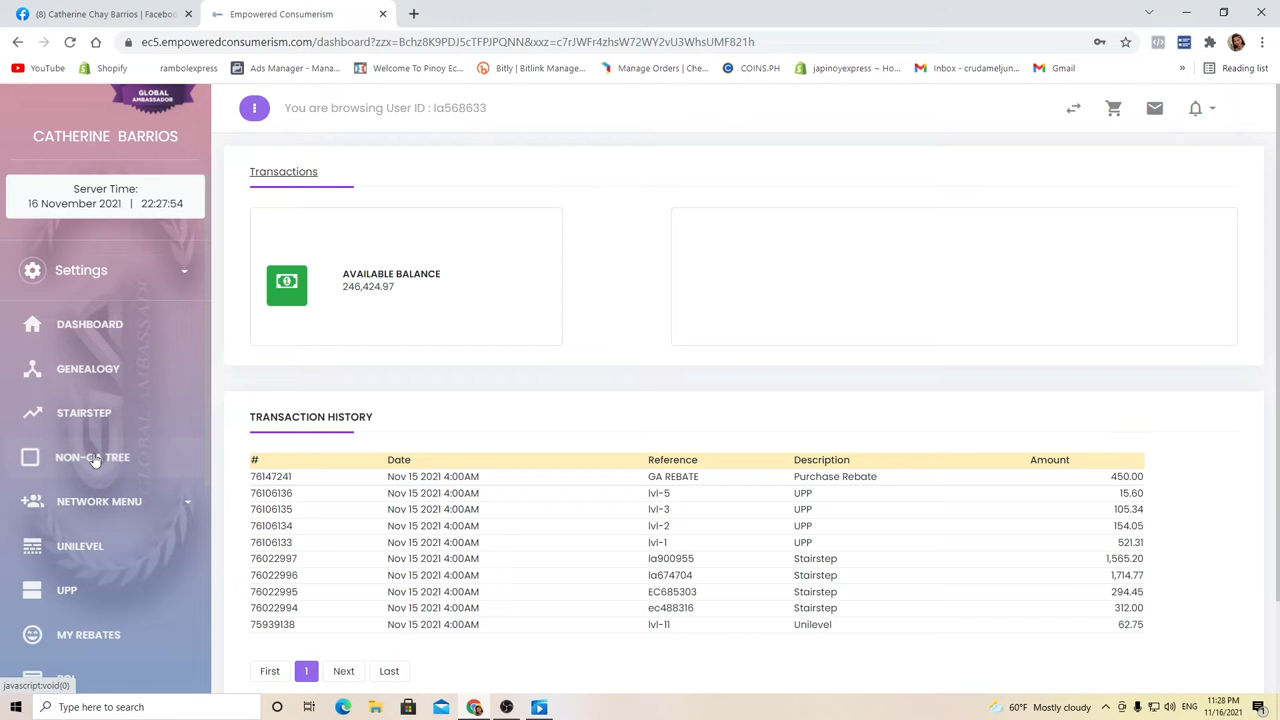 (8) Catherine Chay Barrios | Faceboo
Empowered Consumerism
ec5.empoweredconsumerism.com/dashboard?zzx=Bchz8K9PDJ5cTFPJPQNN&xyz=c7rJWFr4zhsW72WY2vU3WhsUMF821h
YouTube
Shopify
rambolexpress
Ads Manager - Mana...
Welcome To Pinoy Ec...
Bitly | Bitlink Manage...
Manage Orders | Che...
COINS.PH
japinoyexpress ~ Ho...
Inbox - crudameljun...
Gmail
»
Reading list
GLOBAL
AMBASSADOR
CATHERINE BARRIOS
Server Time:
16 November 2021 | 22:27:54
Settings
DASHBOARD
GENEALOGY
STAIRSTEP
NON-GA TREE
NETWORK MENU
UNILEVEL
UPP
MY REBATES
javascript:void(0)
You are browsing User ID : la568633
Transactions
AVAILABLE BALANCE
246,424.97
TRANSACTION HISTORY
# Date Reference Description Amount
76147241 Nov 15 2021 4:00AM GA REBATE Purchase Rebate 450.00
76106136 Nov 15 2021 4:00AM lvl-5 UPP 15.60
76106135 Nov 15 2021 4:00AM lvl-3 UPP 105.34
76106134 Nov 15 2021 4:00AM lvl-2 UPP 154.05
76106133 Nov 15 2021 4:00AM lvl-1 UPP 521.31
76022997 Nov 15 2021 4:00AM la900955 Stairstep 1,565.20
76022996 Nov 15 2021 4:00AM la674704 Stairstep 1,714.77
76022995 Nov 15 2021 4:00AM EC685303 Stairstep 294.45
76022994 Nov 15 2021 4:00AM ec488316 Stairstep 312.00
75939138 Nov 15 2021 4:00AM lvl-11 Unilevel 62.75
First 1 Next Last
Type here to search
60°F Mostly cloudy
ENG
11:28 PM
11/16/2021